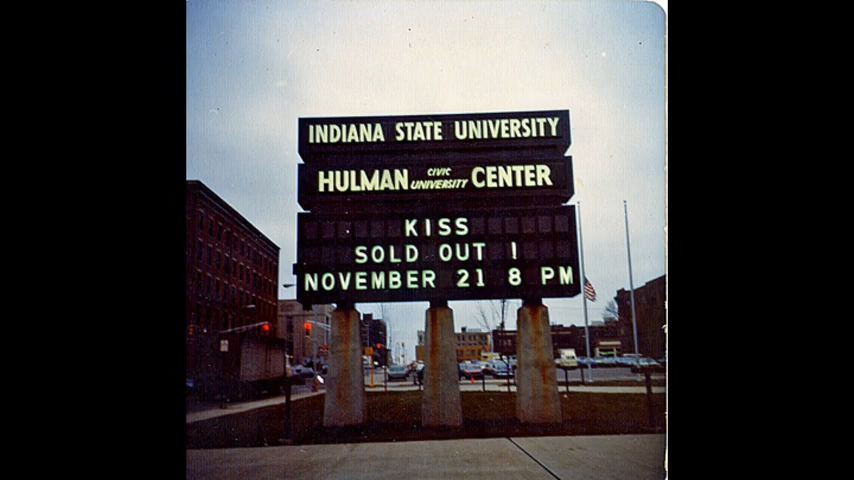 INDIANA STATE UNIVERSITY
HULMAN CIVIC UNIVERSITY CENTER
KISS
SOLD OUT !
NOVEMBER 21 8 PM